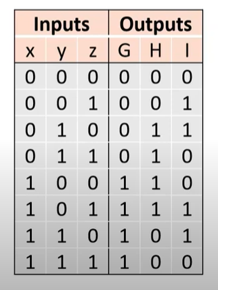 Inputs Outputs
x y z G H I
0 0 0 0 0 0
0 0 1 0 0 1
0 1 0 0 1 1
0 1 1 0 1 0
1 0 0 1 1 0
1 0 1 1 1 1
1 1 0 1 0 1
1 1 1 1 0 0